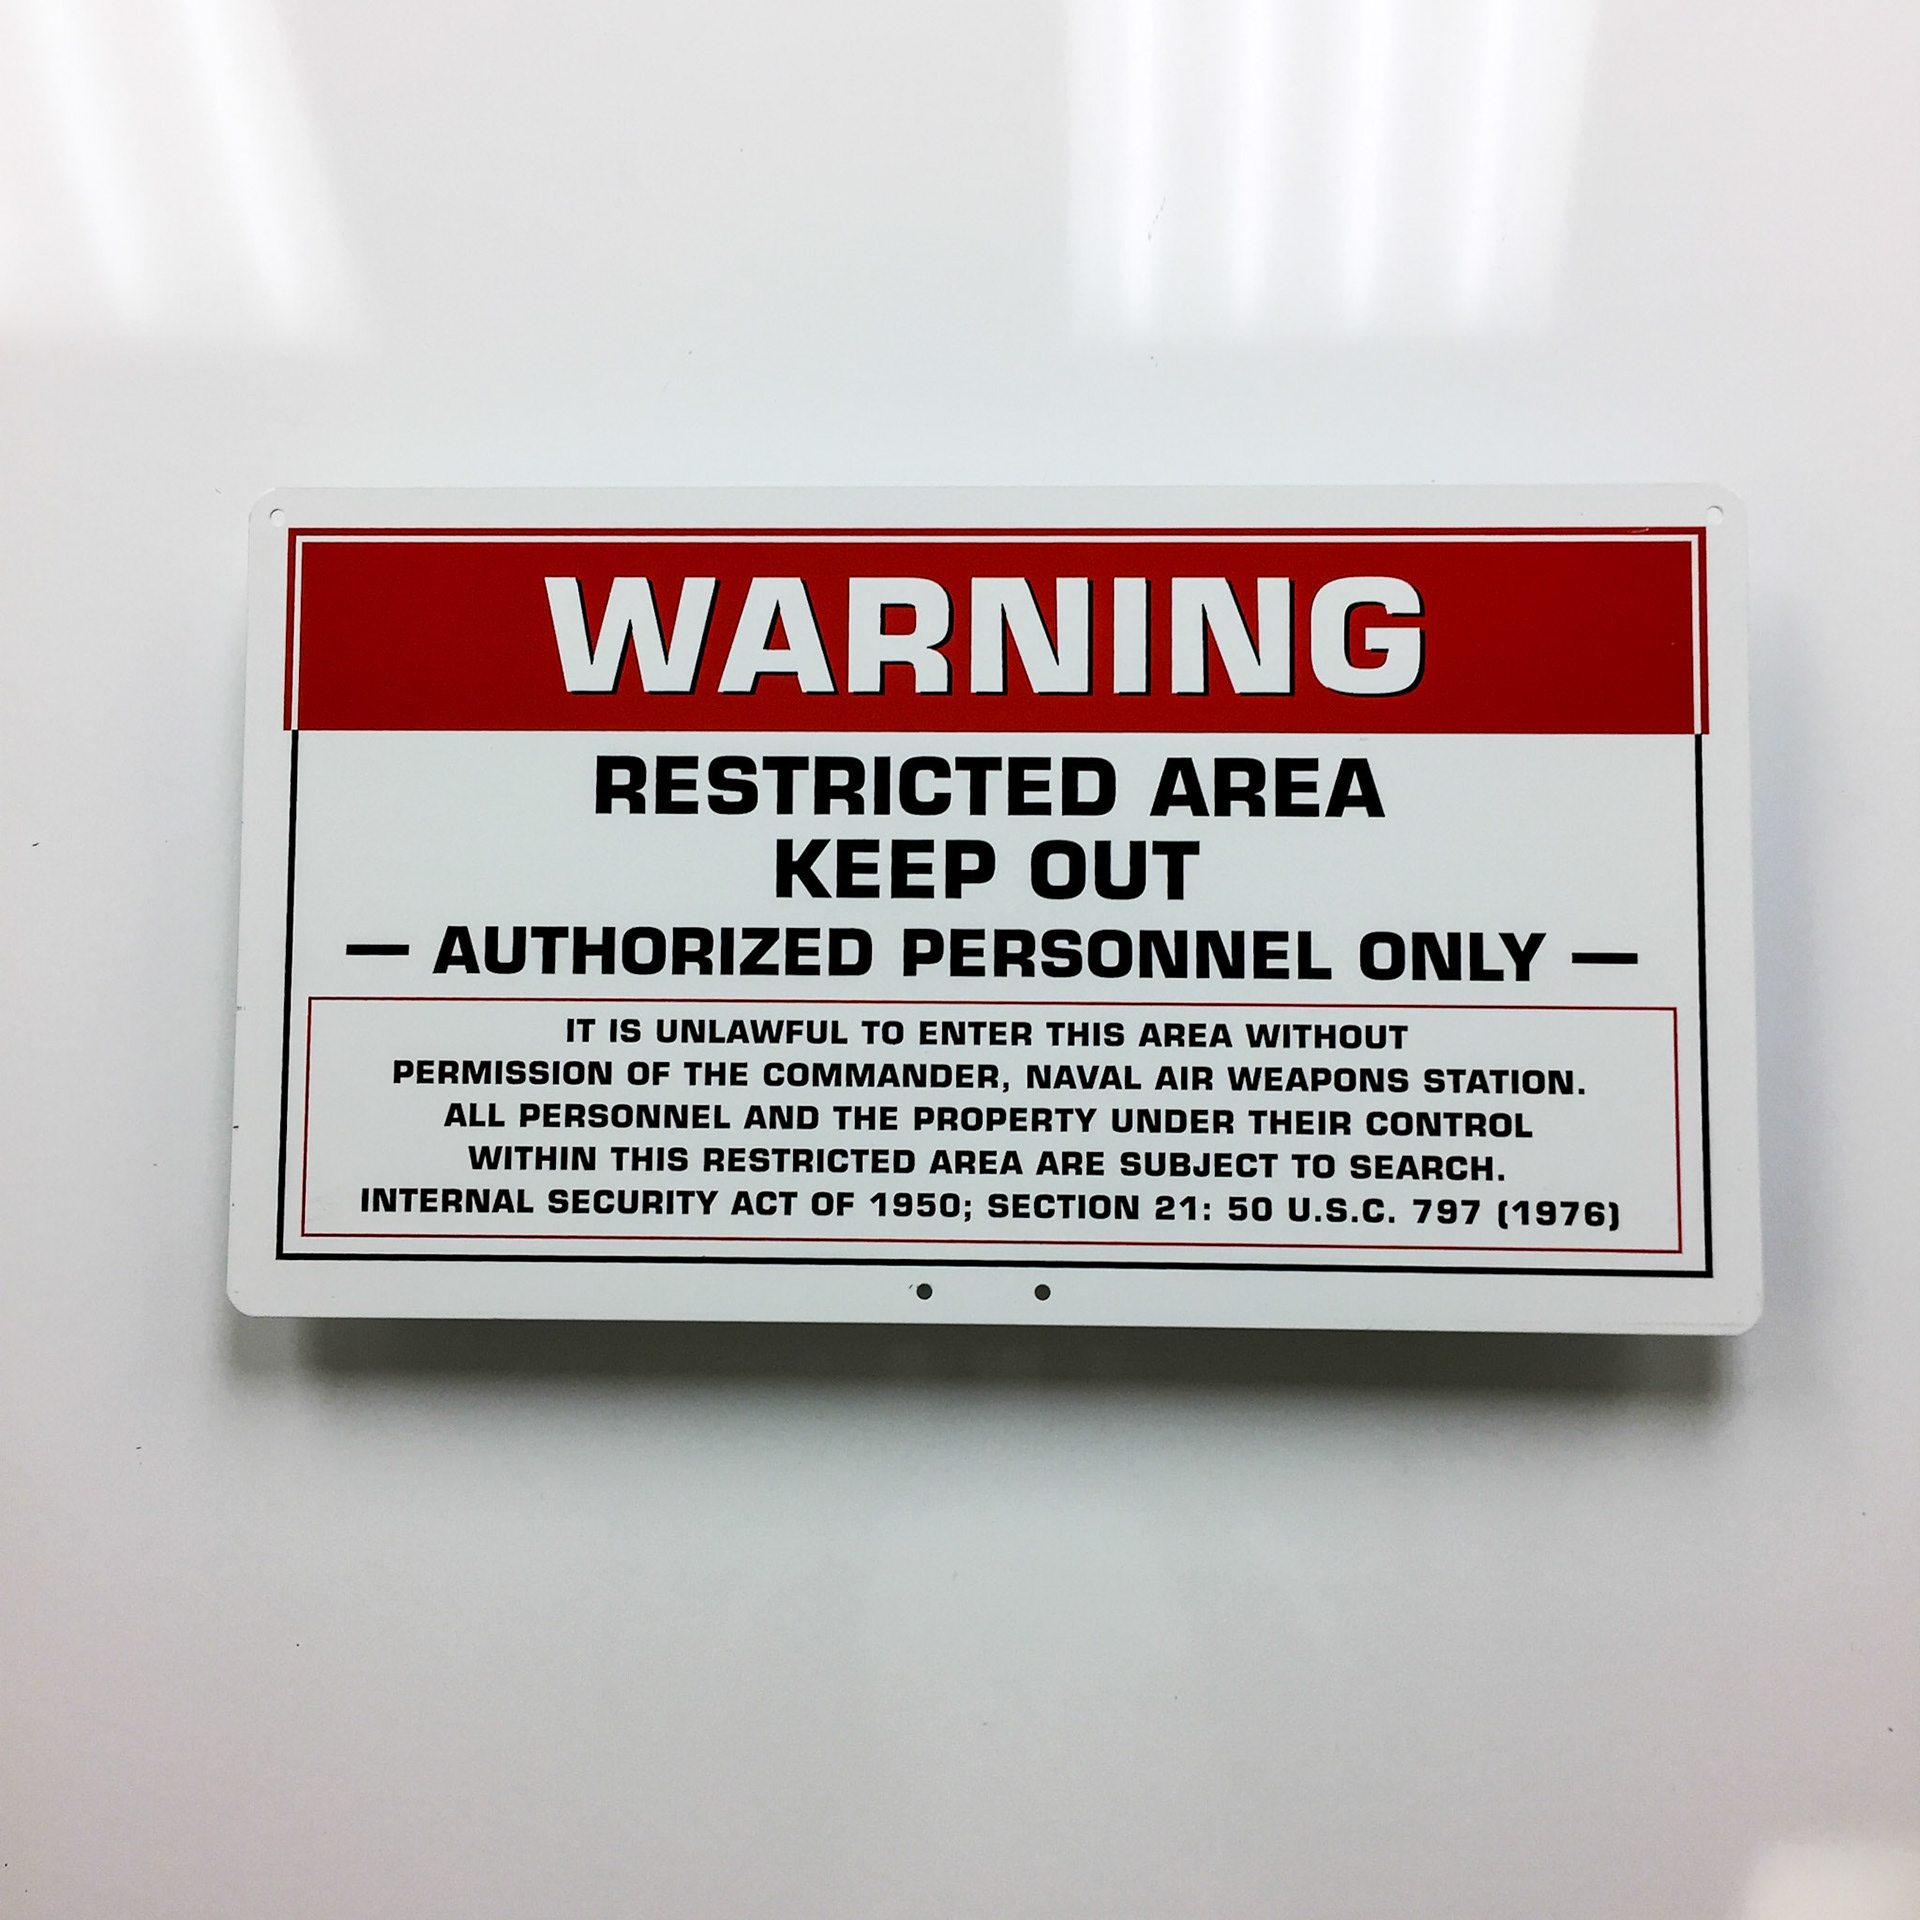 WARNING
RESTRICTED AREA
KEEP OUT
— AUTHORIZED PERSONNEL ONLY —
IT IS UNLAWFUL TO ENTER THIS AREA WITHOUT
PERMISSION OF THE COMMANDER, NAVAL AIR WEAPONS STATION.
ALL PERSONNEL AND THE PROPERTY UNDER THEIR CONTROL
WITHIN THIS RESTRICTED AREA ARE SUBJECT TO SEARCH.
INTERNAL SECURITY ACT OF 1950; SECTION 21: 50 U.S.C. 797 (1976)